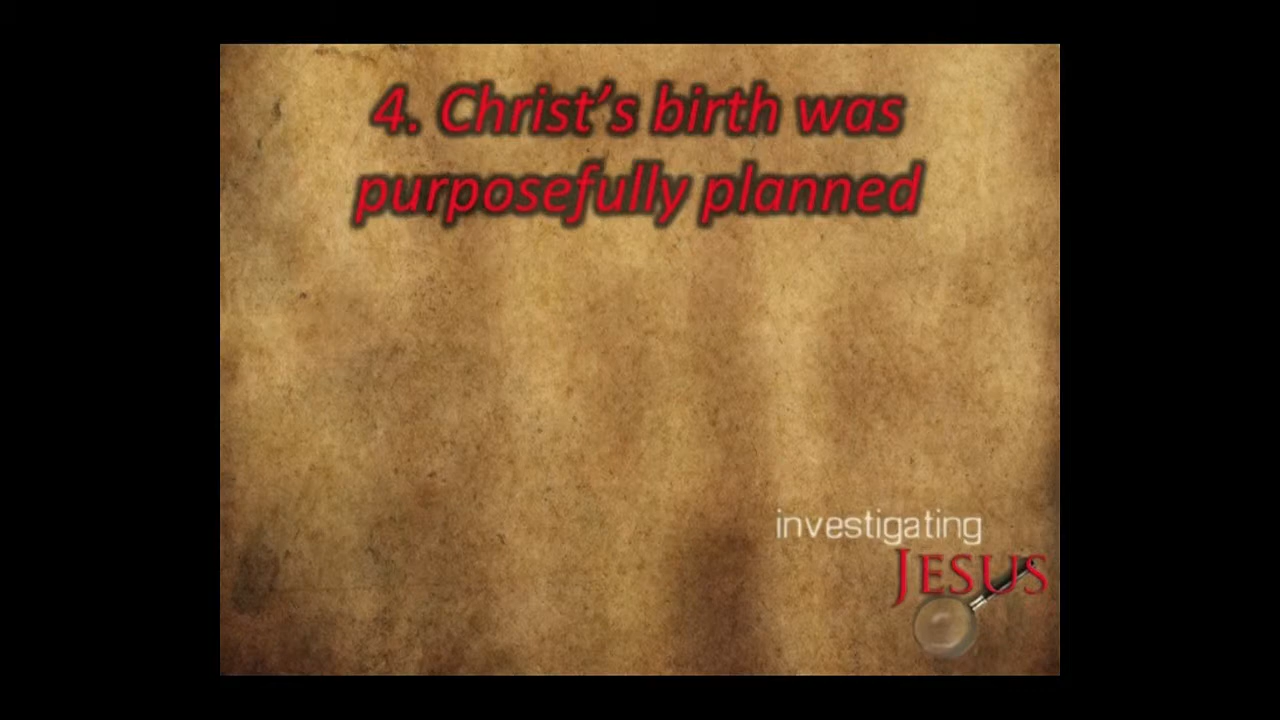 4. Christ’s birth was
purposefully planned
investigating
JESUS